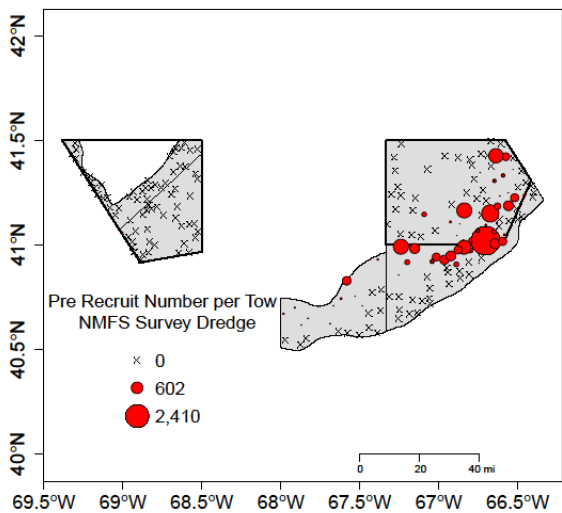 42°N
41.5°N
41°N
40.5°N
40°N
Pre Recruit Number per Tow
NMFS Survey Dredge
0
602
2,410
0 20 40 mi
69.5°W 69°W 68.5°W 67.5°W 67°W 66.5°W